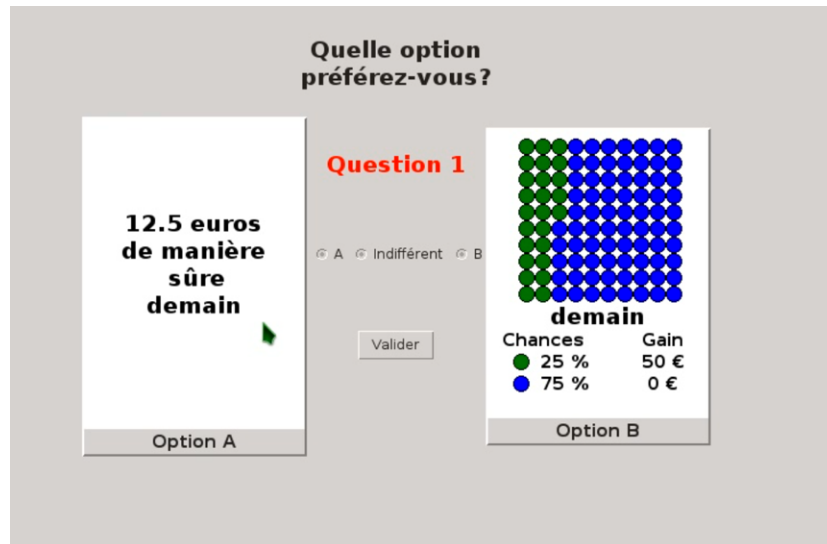 Quelle option
préférez-vous?
Question 1
12.5 euros
de manière
sûre
demain
Option A
A Indifférent B
Valider
demain
Chances Gain
25 % 50 €
75 % 0 €
Option B